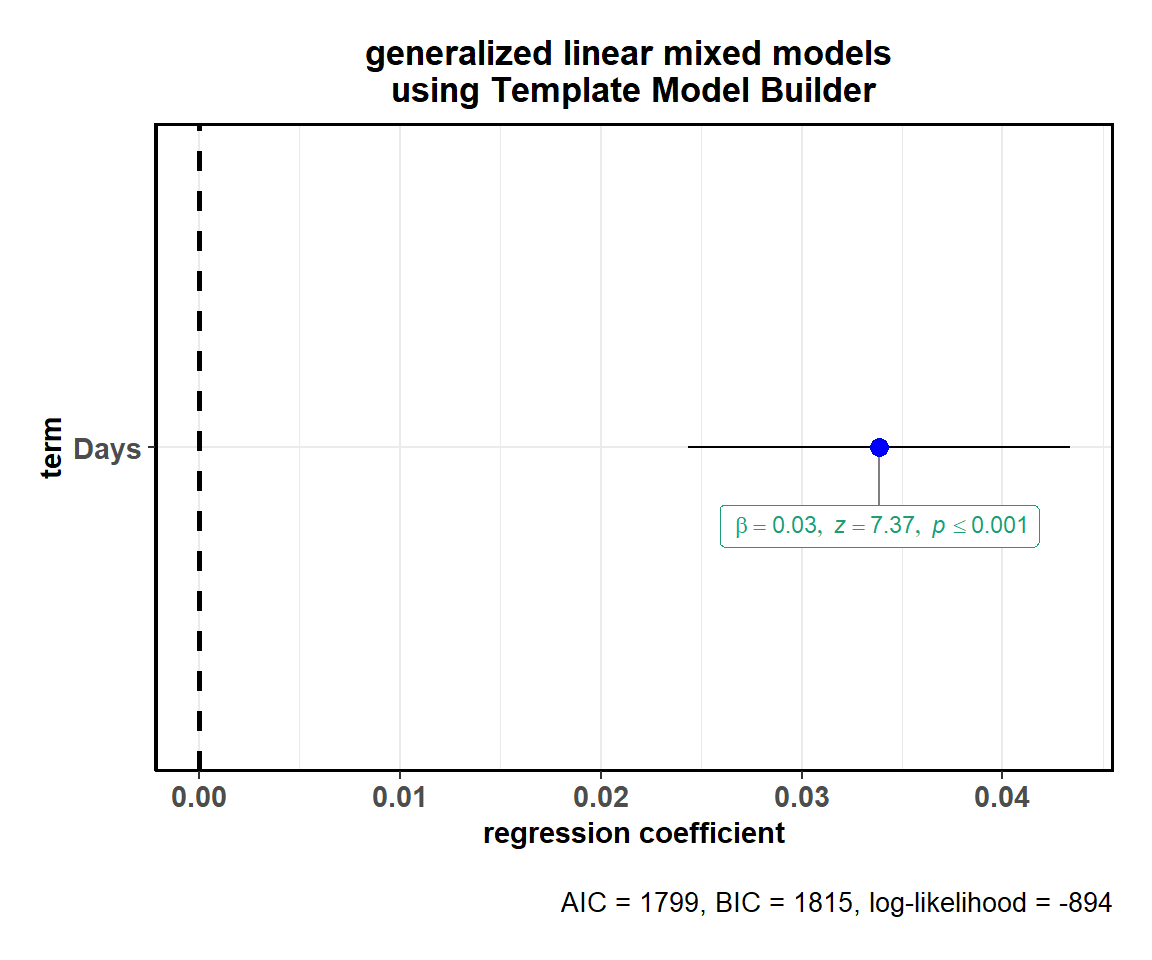 generalized linear mixed models
using Template Model Builder
term
Days
β = 0.03, z = 7.37, p ≤ 0.001
0.00 0.01 0.02 0.03 0.04
regression coefficient
AIC = 1799, BIC = 1815, log-likelihood = -894